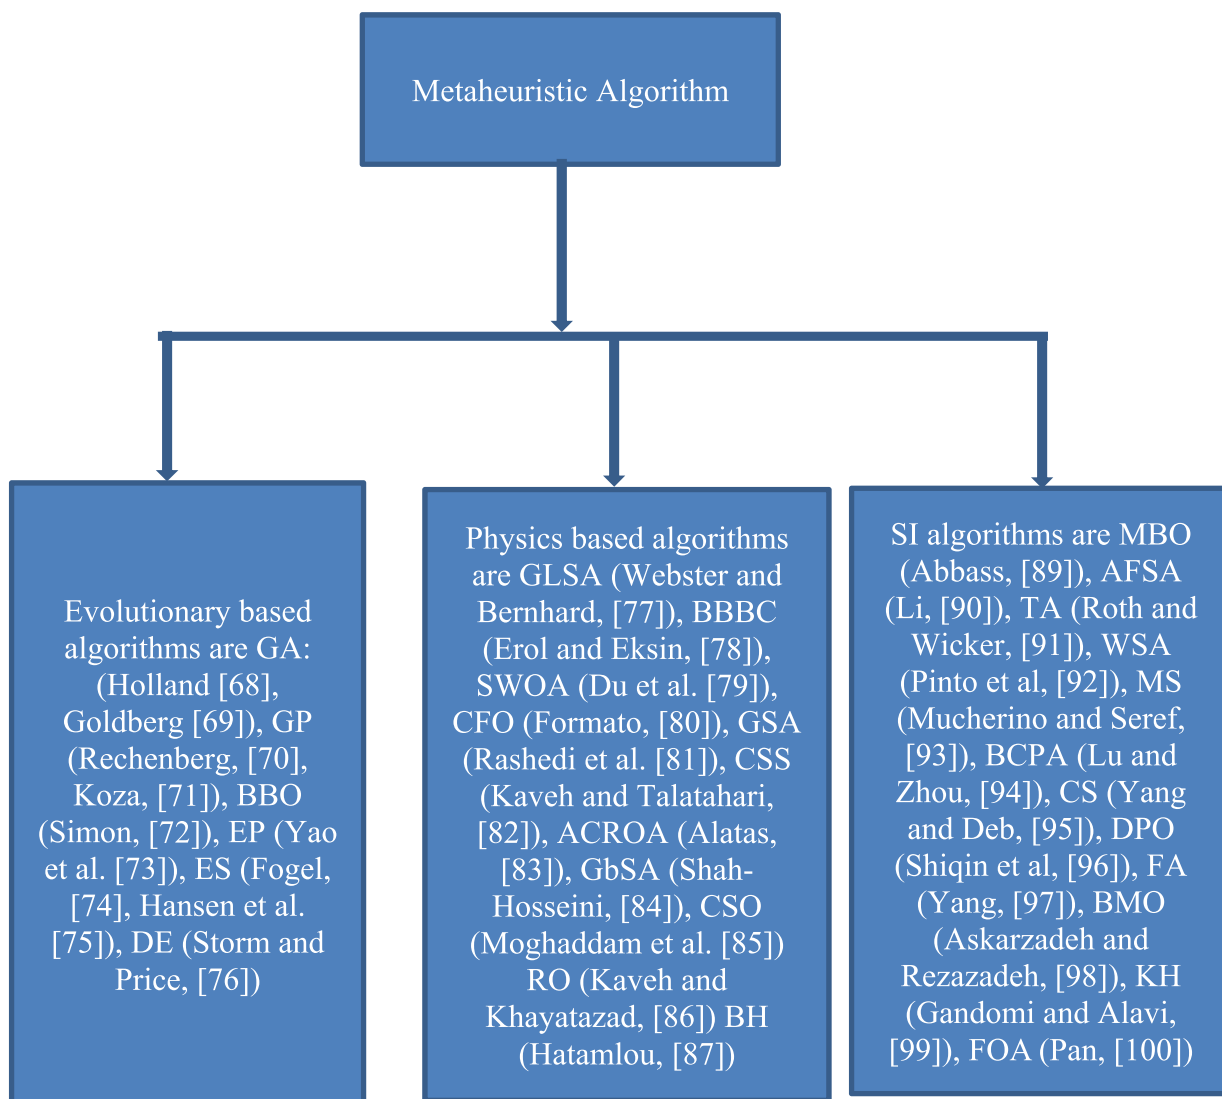 Metaheuristic Algorithm
Evolutionary based
algorithms are GA:
(Holland [68],
Goldberg [69]), GP
(Rechenberg, [70],
Koza, [71]), BBO
(Simon, [72]), EP (Yao
et al. [73]), ES (Fogel,
[74], Hansen et al.
[75]), DE (Storm and
Price, [76])
Physics based algorithms
are GLSA (Webster and
Bernhard, [77]), BBBC
(Erol and Eksin, [78]),
SWOA (Du et al. [79]),
CFO (Formato, [80]), GSA
(Rashedi et al. [81]), CSS
(Kaveh and Talatahari,
[82]), ACROA (Alatas,
[83]), GbSA (Shah-
Hosseini, [84]), CSO
(Moghaddam et al. [85])
RO (Kaveh and
Khayatazad, [86]) BH
(Hatamlou, [87])
SI algorithms are MBO
(Abbass, [89]), AFSA
(Li, [90]), TA (Roth and
Wicker, [91]), WSA
(Pinto et al, [92]), MS
(Mucherino and Seref,
[93]), BCPA (Lu and
Zhou, [94]), CS (Yang
and Deb, [95]), DPO
(Shiqin et al, [96]), FA
(Yang, [97]), BMO
(Askarzadeh and
Rezazadeh, [98]), KH
(Gandomi and Alavi,
[99]), FOA (Pan, [100])